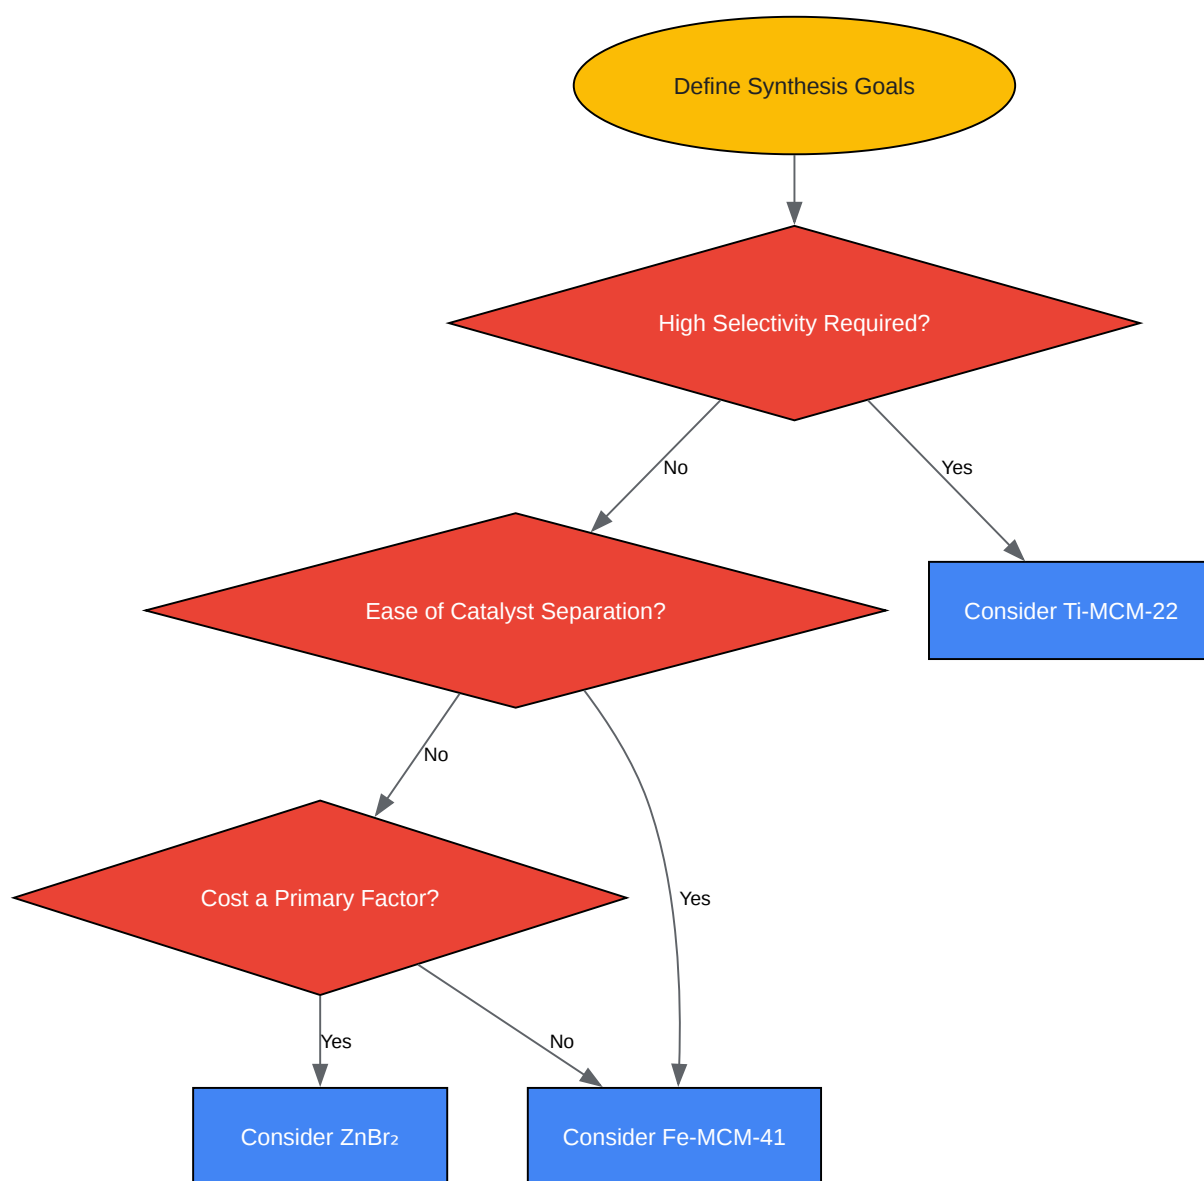 Define Synthesis Goals
High Selectivity Required?
No
Yes
Ease of Catalyst Separation?
Consider Ti-MCM-22
No
Cost a Primary Factor?
Yes
Yes
No
Consider ZnBr₂
Consider Fe-MCM-41